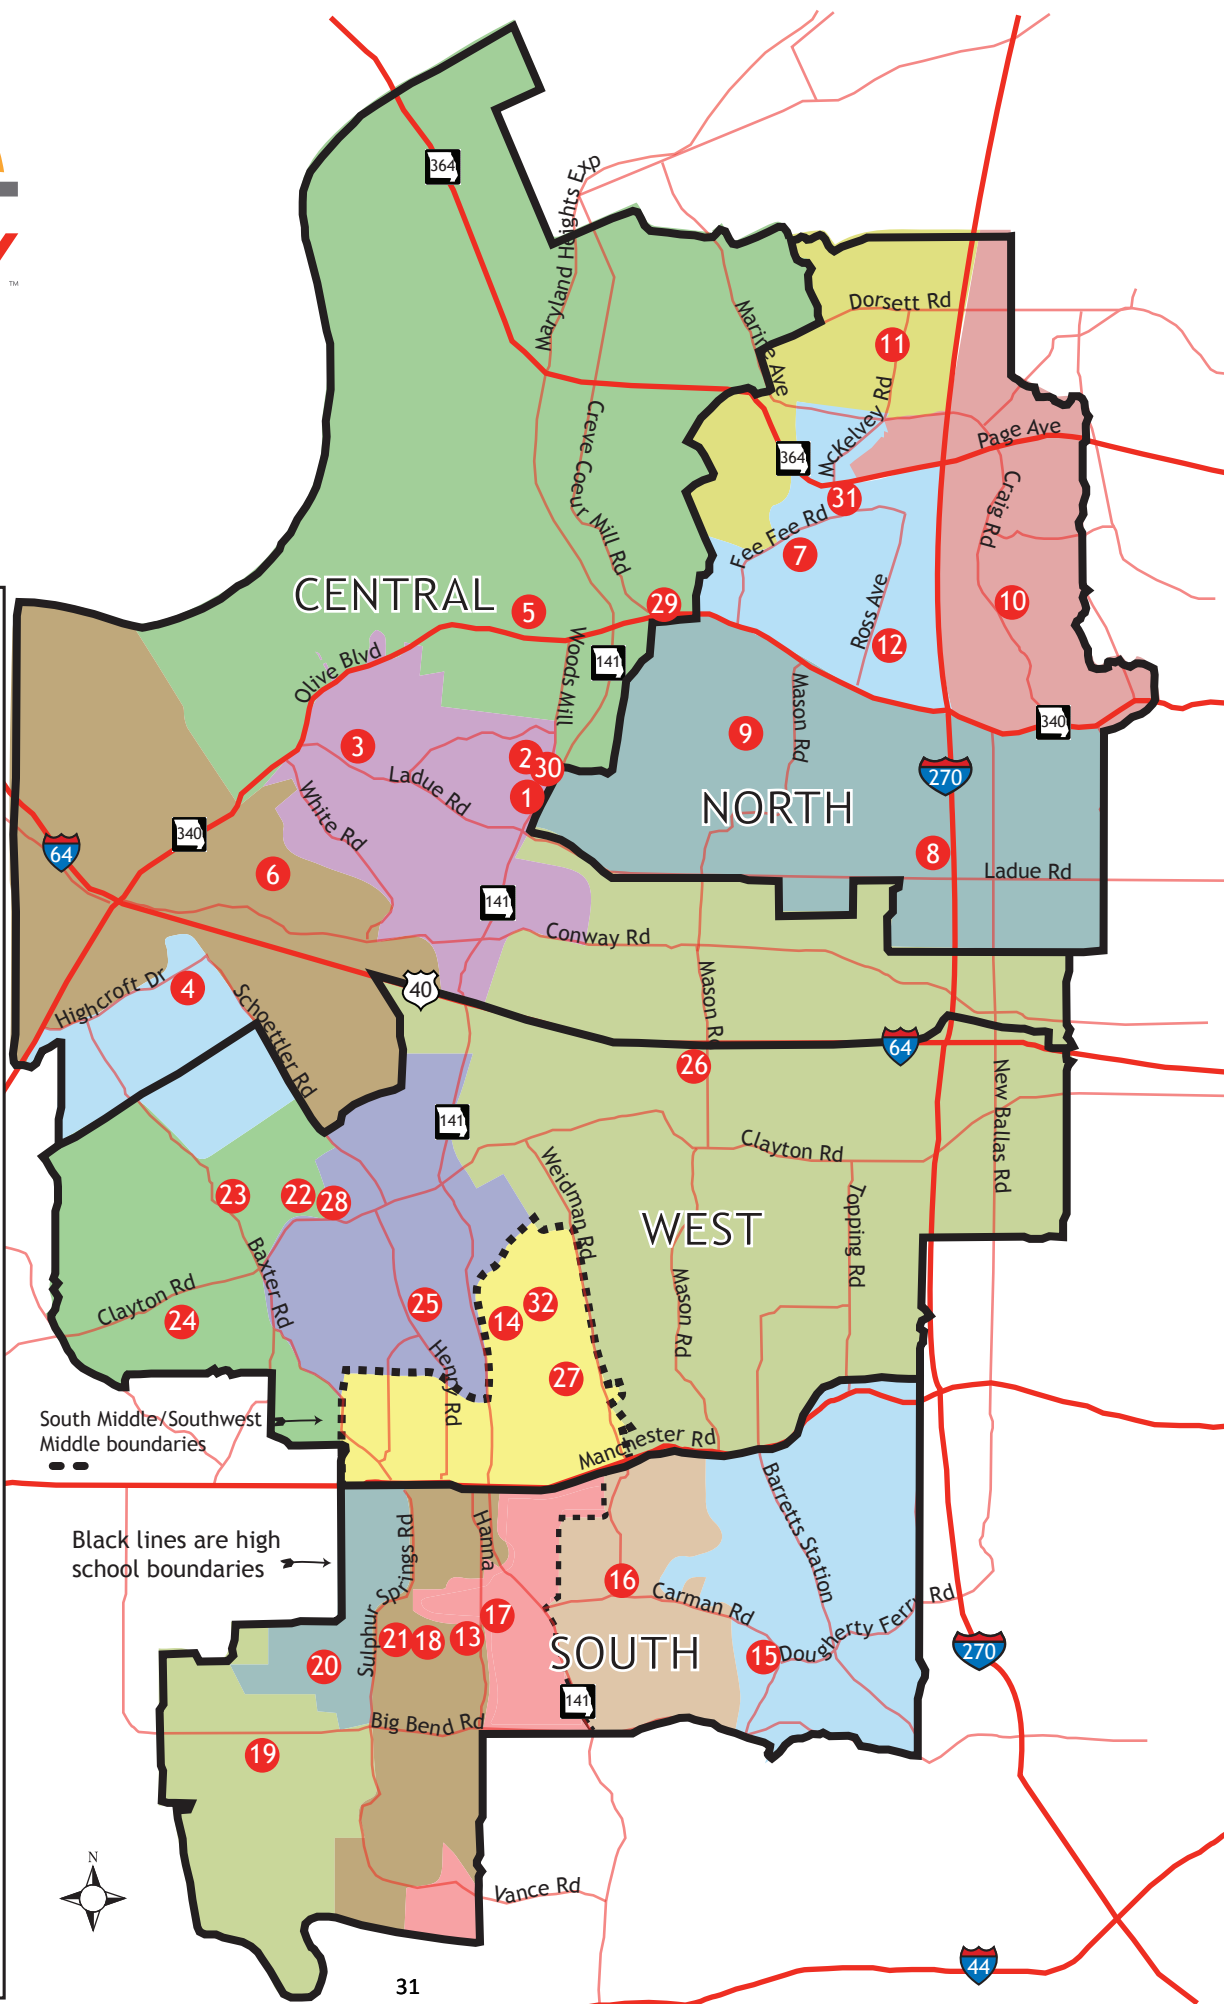 TM
364
Maryland Heights Exp
Dorsett Rd
Marine Ave
11
McKelvey Rd
Page Ave
364
Creve Coeur Mill Rd
31
Craig Rd
Fee Fee Rd
7
CENTRAL
5
29
10
Ross Ave
12
Woods Mill
141
Olive Blvd
Mason Rd
340
9
3
2
30
1
270
Ladue Rd
NORTH
White Rd
340
64
8
Ladue Rd
6
141
Conway Rd
40
Mason Rd
Highcroft Dr
4
Schoettler Rd
64
26
New Ballas Rd
141
Clayton Rd
Weidman Rd
23
22
28
Topping Rd
WEST
Baxter Rd
Clayton Rd
24
25
14
32
Mason Rd
27
Henry Rd
South Middle/Southwest
Middle boundaries
Manchester Rd
Barretts Station
Black lines are high
school boundaries
Hanna
Sulphur Springs Rd
16
Carman Rd
Dougherty Ferry Rd
17
21
18
13
SOUTH
15
270
20
141
Big Bend Rd
19
N
Vance Rd
44
31